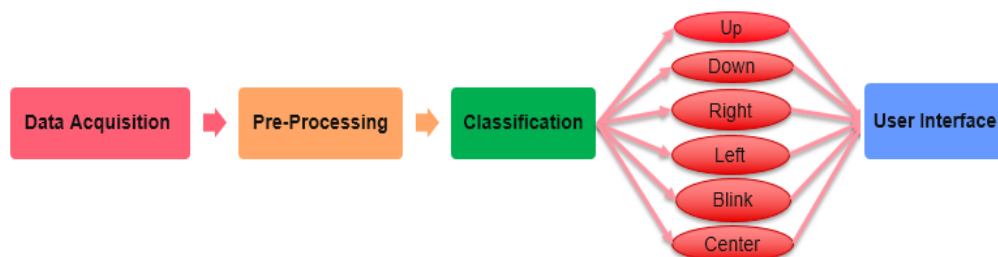 Data Acquisition
Pre-Processing
Classification
Up
Down
Right
Left
Blink
Center
User Interface